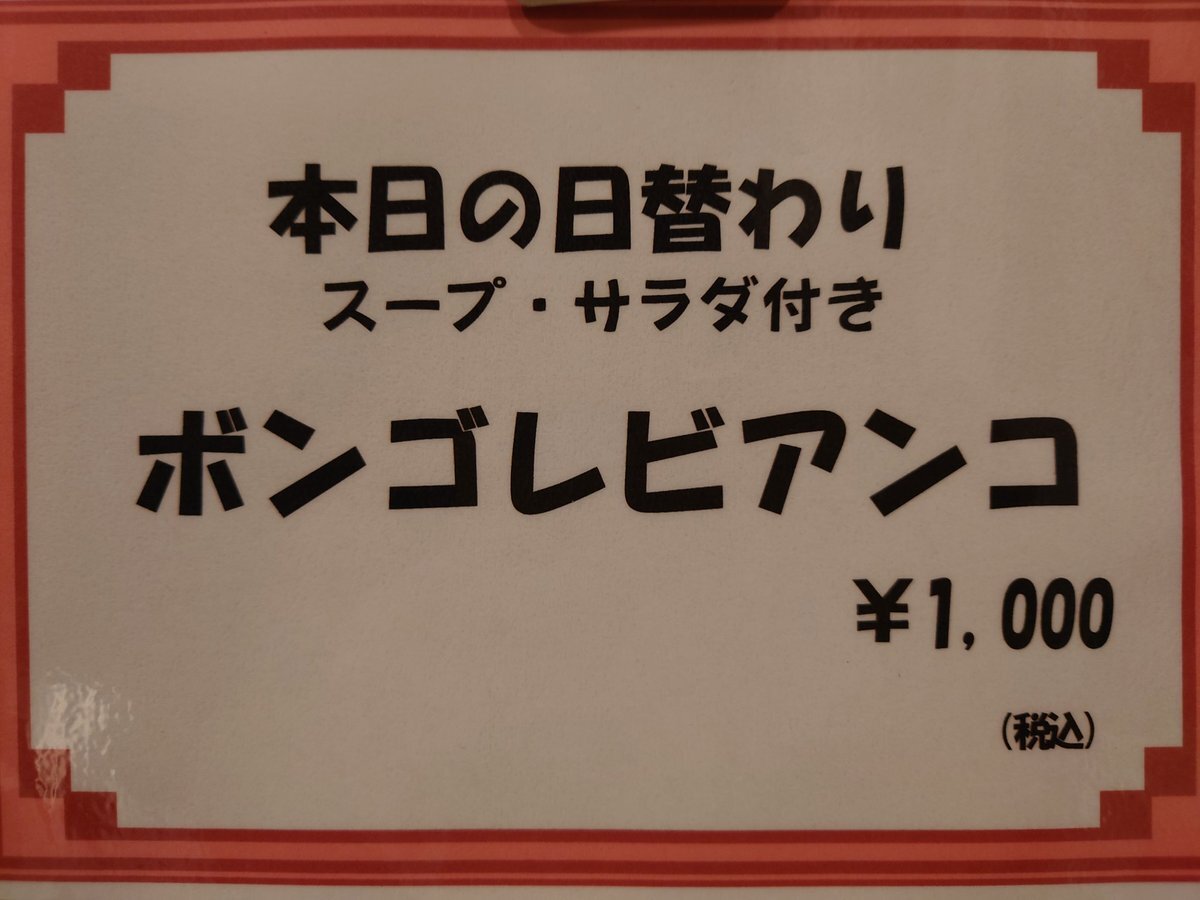 本日の日替わり
スープ・サラダ付き
ボンゴレビアンコ
¥1,000
(税込)